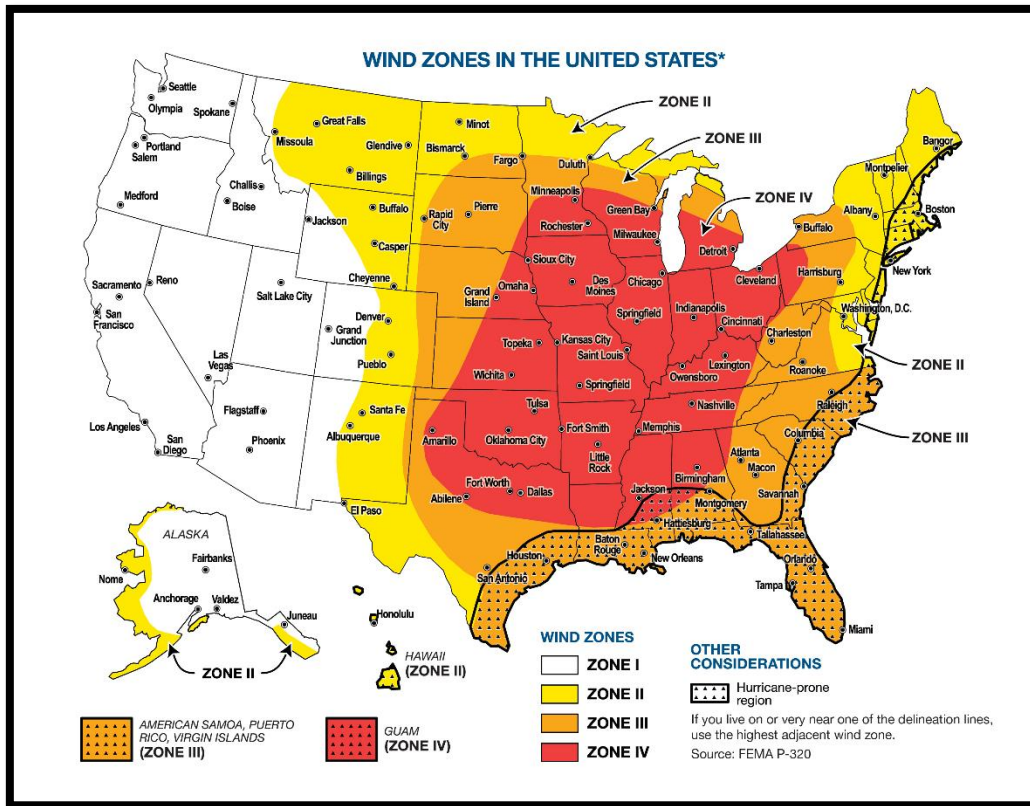 WIND ZONES IN THE UNITED STATES*
ZONE II
ZONE III
ZONE IV
Seattle
Olympia
Spokane
Portland
Salem
Medford
Great Falls
Missoula
Glendive
Billings
Minot
Bismarck
Fargo
Duluth
Challis
Boise
Jackson
Buffalo
Casper
Cheyenne
Rapid
City
Pierre
Minneapolis
Rochester
Green Bay
Milwaukee
Detroit
Buffalo
Albany
Montpelier
Bangor
Boston
New York
Sacramento
San
Francisco
Reno
Salt Lake City
Grand
Junction
Denver
Pueblo
Sioux City
Omaha
Grand
Island
Des
Moines
Chicago
Cleveland
Harrisburg
Washington, D.C.
Springfield
Indianapolis
Cincinnati
Charleston
Roanoke
ZONE II
Las
Vegas
Los Angeles
San
Diego
Flagstaff
Phoenix
Santa Fe
Albuquerque
El Paso
Topeka
Kansas City
Saint Louis
Wichita
Springfield
Owensboro
Lexington
Nashville
Raleigh
ZONE III
Tulsa
Amarillo
Oklahoma City
Fort Smith
Memphis
Little
Rock
Columbia
Atlanta
Macon
Birmingham
Savannah
Fort Worth
Dallas
Abilene
Jackson
Montgomery
Hattiesburg
Tallahassee
Baton
Rouge
New Orleans
Houston
San Antonio
Orlando
Tampa
Miami
ALASKA
Fairbanks
Nome
Anchorage
Valdez
Juneau
ZONE II
Honolulu
HAWAII
(ZONE II)
WIND ZONES
ZONE I
ZONE II
ZONE III
ZONE IV
OTHER
CONSIDERATIONS
Hurricane-prone
region
If you live on or very near one of the delineation lines,
use the highest adjacent wind zone.
Source: FEMA P-320
AMERICAN SAMOA, PUERTO
RICO, VIRGIN ISLANDS
(ZONE III)
GUAM
(ZONE IV)